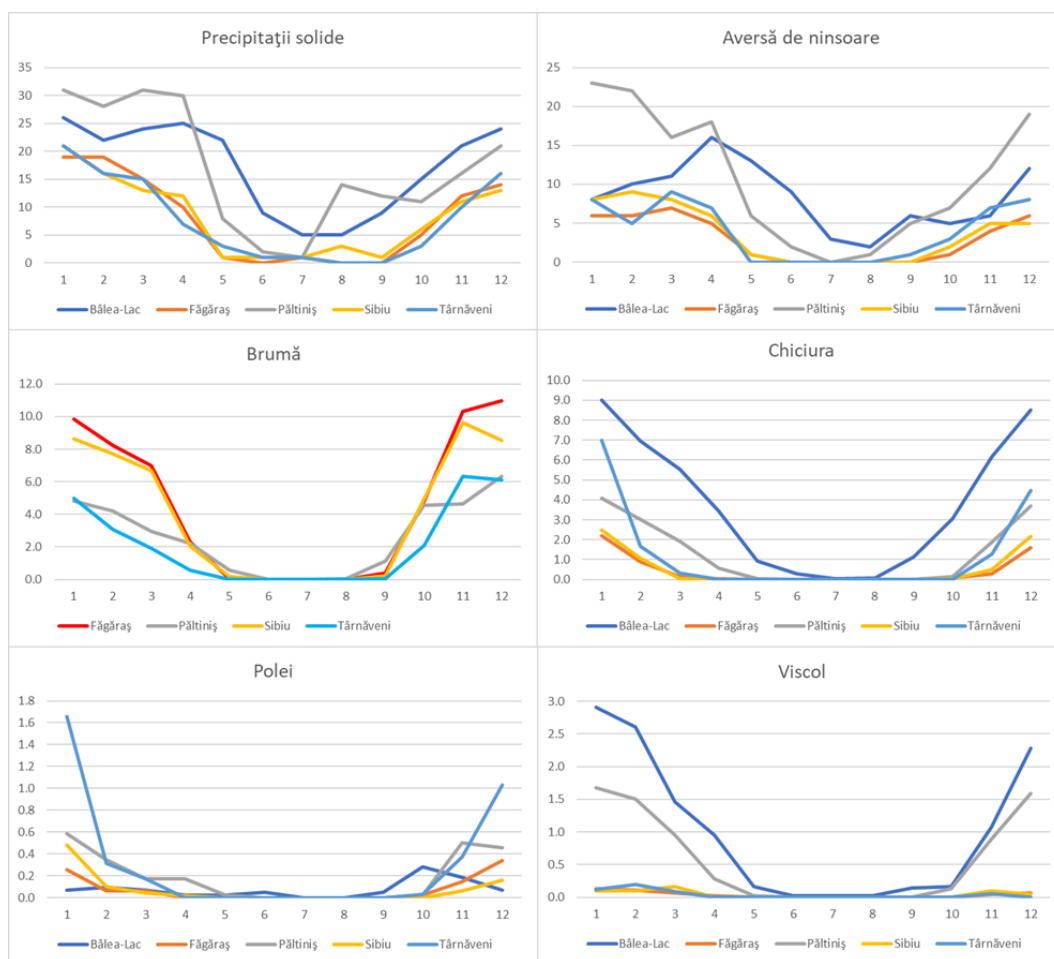 Precipitaţii solide
35
30
25
20
15
10
5
0
1 2 3 4 5 6 7 8 9 10 11 12
Bâlea-Lac Făgăraş Păltiniş Sibiu Târnăveni
Aversă de ninsoare
25
20
15
10
5
0
1 2 3 4 5 6 7 8 9 10 11 12
Bâlea-Lac Făgăraş Păltiniş Sibiu Târnăveni
Brumă
12.0
10.0
8.0
6.0
4.0
2.0
0.0
1 2 3 4 5 6 7 8 9 10 11 12
Făgăraş Păltiniş Sibiu Târnăveni
Chiciura
10.0
9.0
8.0
7.0
6.0
5.0
4.0
3.0
2.0
1.0
0.0
1 2 3 4 5 6 7 8 9 10 11 12
Bâlea-Lac Făgăraş Păltiniş Sibiu Târnăveni
Polei
1.8
1.6
1.4
1.2
1.0
0.8
0.6
0.4
0.2
0.0
1 2 3 4 5 6 7 8 9 10 11 12
Bâlea-Lac Făgăraş Păltiniş Sibiu Târnăveni
Viscol
3.0
2.5
2.0
1.5
1.0
0.5
0.0
1 2 3 4 5 6 7 8 9 10 11 12
Bâlea-Lac Făgăraş Păltiniş Sibiu Târnăveni